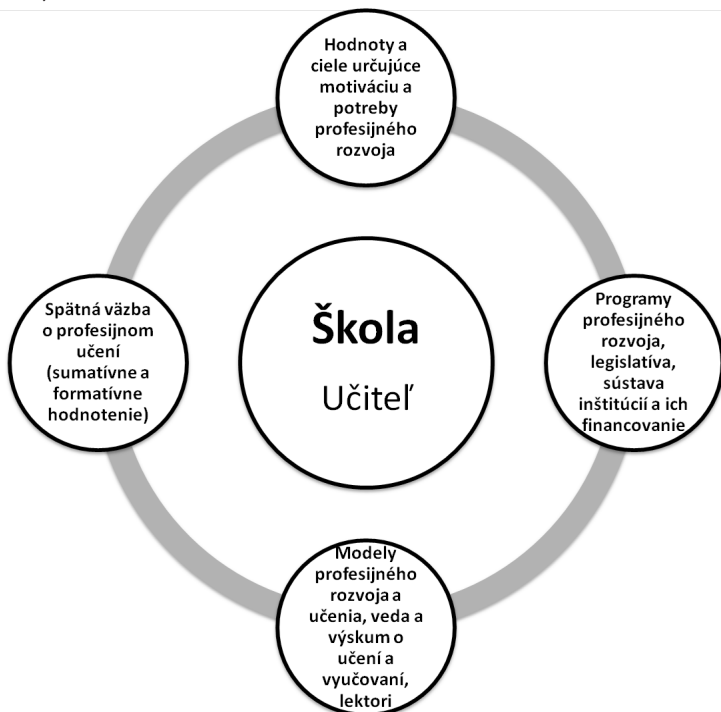 Hodnoty a
ciele určujúce
motiváciu a
potreby
profesijného
rozvoja
Spätná väzba
o profesijnom
učení
(sumatívne a
formatívne
hodnotenie)
Škola
Učiteľ
Programy
profesijného
rozvoja,
legislatíva,
sústava
inštitúcií a ich
financovanie
Modely
profesijného
rozvoja a
učenia, veda a
výskum o
učení a
vyučovaní,
lektori